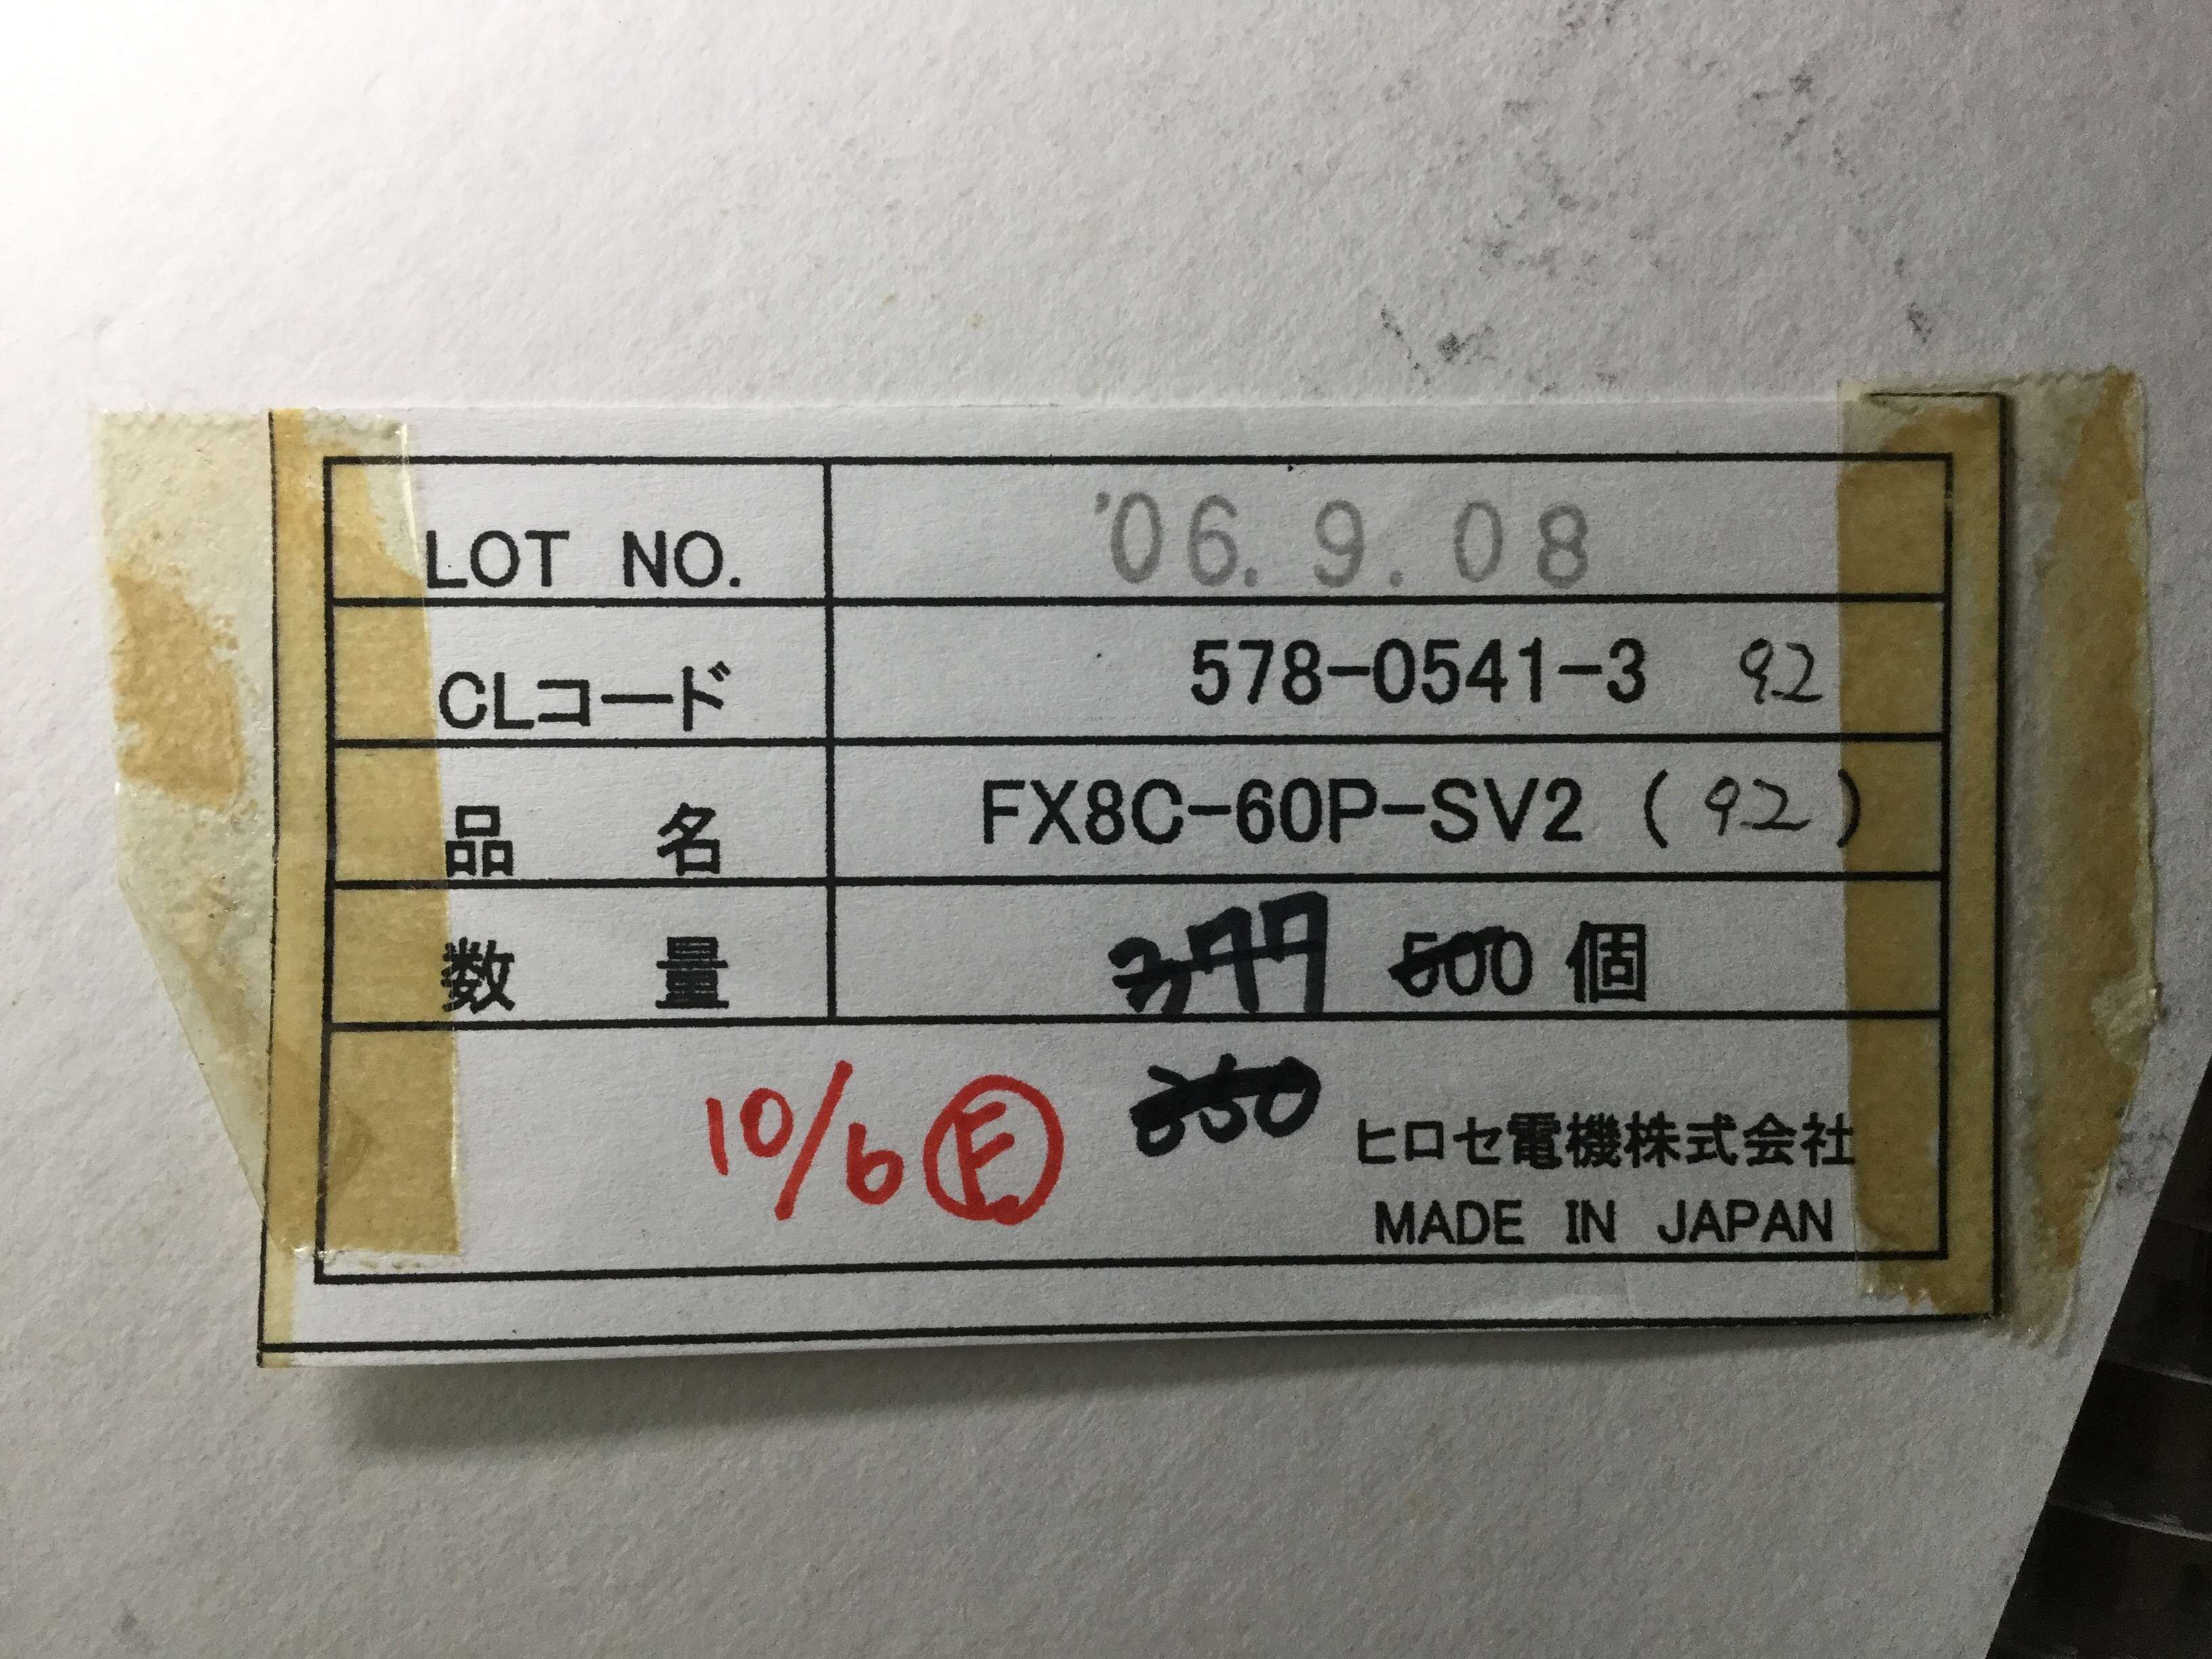 LOT NO. '06.9.08
CLコード 578-0541-3 92
品名 FX8C-60P-SV2 (92)
数量 377 500 個
10/6 Ⓕ
ヒロセ電機株式会社
MADE IN JAPAN